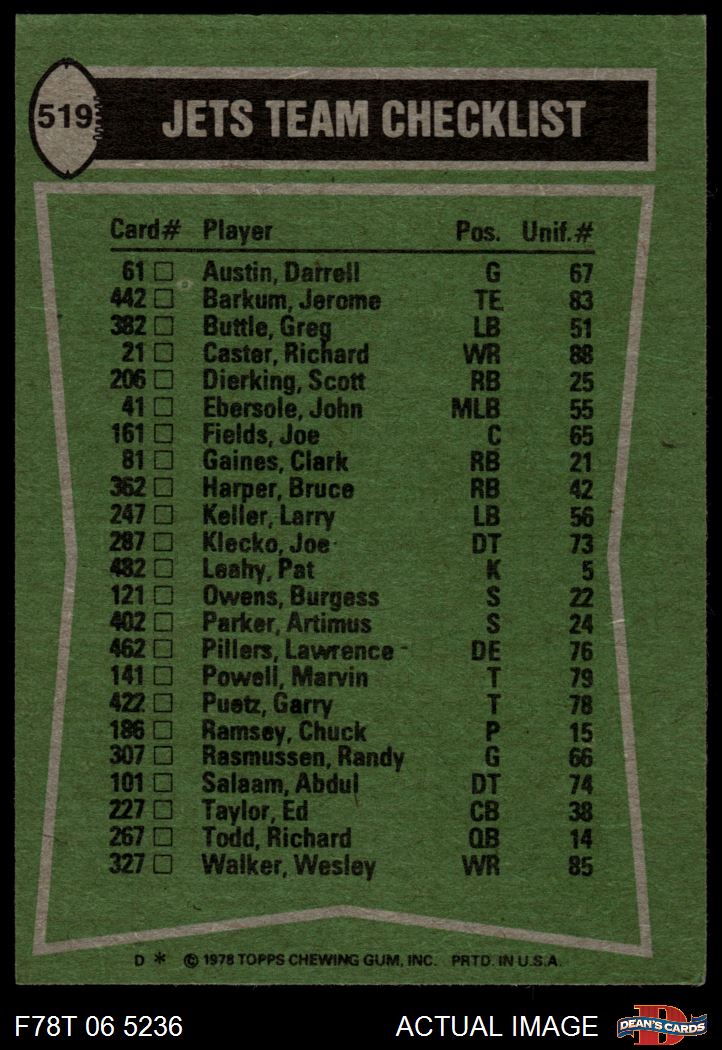 519 JETS TEAM CHECKLIST
Card# Player Pos. Unif.#
61 □ Austin, Darrell G 67
442 □ Barkum, Jerome TE 83
382 □ Buttle, Greg LB 51
21 □ Caster, Richard WR 88
206 □ Dierking, Scott RB 25
41 □ Ebersole, John MLB 55
161 □ Fields, Joe C 65
81 □ Gaines, Clark RB 21
362 □ Harper, Bruce RB 42
247 □ Keller, Larry LB 56
287 □ Klecko, Joe DT 73
482 □ Leahy, Pat K 5
121 □ Owens, Burgess S 22
402 □ Parker, Artimus S 24
462 □ Pillers, Lawrence DE 76
141 □ Powell, Marvin T 79
422 □ Puetz, Garry T 78
186 □ Ramsey, Chuck P 15
307 □ Rasmussen, Randy G 66
101 □ Salaam, Abdul DT 74
227 □ Taylor, Ed CB 38
267 □ Todd, Richard QB 14
327 □ Walker, Wesley WR 85
D * © 1978 TOPPS CHEWING GUM, INC. PRTD. IN U.S.A.
F78T 06 5236 ACTUAL IMAGE D DEAN'S CARDS